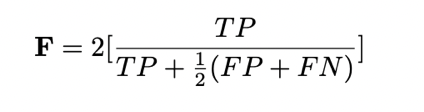 F = 2[TP / (TP + 1/2(FP + FN))]